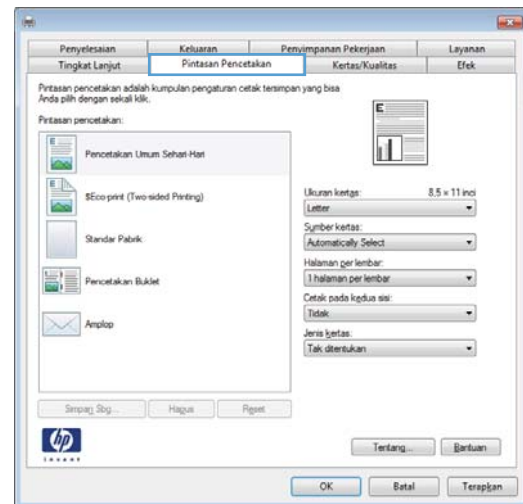 Penyelesaian Keluaran Penyimpanan Pekerjaan Layanan
Tingkat Lanjut Pintasan Pencetakan Kertas/Kualitas Efek
Pintasan pencetakan adalah kumpulan pengaturan cetak tersimpan yang bisa
Anda pilih dengan sekali klik.
Pintasan pencetakan:
Pencetakan Umum Sehari-Hari
$Eco-print (Two-sided Printing)
Standar Pabrik
Pencetakan Buklet
Amplop
E
Ukuran kertas: 8,5 × 11 inci
Letter
Sumber kertas:
Automatically Select
Halaman per lembar:
1 halaman per lembar
Cetak pada kedua sisi:
Tidak
Jenis kertas:
Tak ditentukan
Simpan Sbg... Hapus Reset
hp
invent
Tentang... Bantuan
OK Batal Terapkan